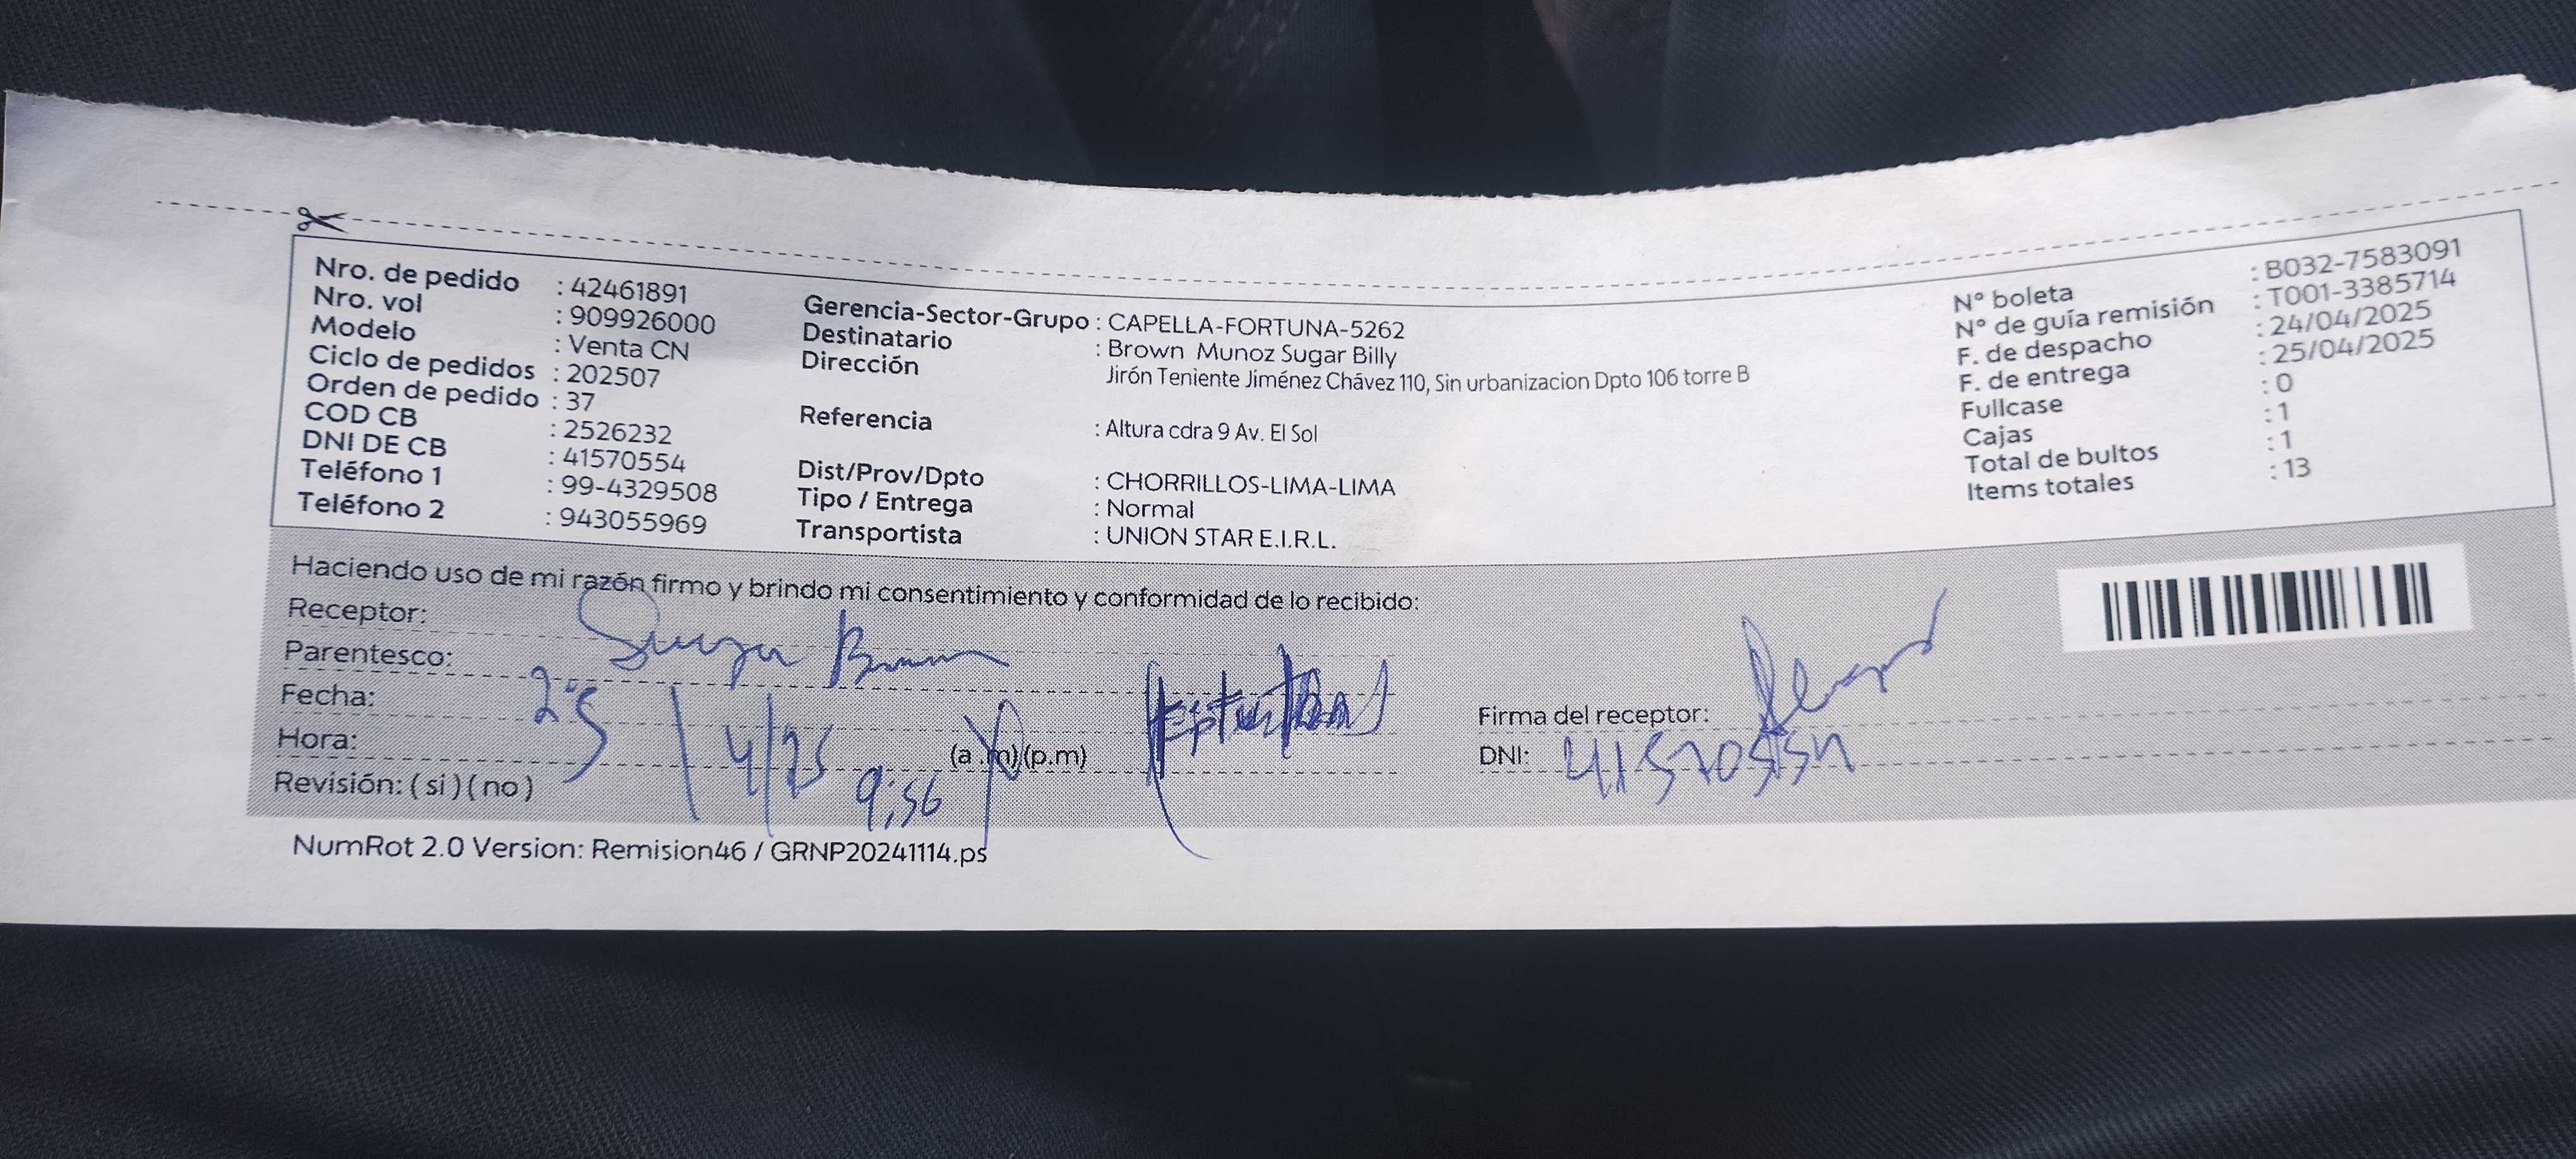 Nro. de pedido : 42461891
Nro. vol : 909926000
Modelo : Venta CN
Ciclo de pedidos : 202507
Orden de pedido : 37
COD CB : 2526232
DNI DE CB : 41570554
Teléfono 1 : 99-4329508
Teléfono 2 : 943055969
Gerencia-Sector-Grupo : CAPELLA-FORTUNA-5262
Destinatario : Brown Munoz Sugar Billy
Dirección Jirón Teniente Jiménez Chávez 110, Sin urbanizacion Dpto 106 torre B
Referencia : Altura cdra 9 Av. El Sol
Dist/Prov/Dpto : CHORRILLOS-LIMA-LIMA
Tipo / Entrega : Normal
Transportista : UNION STAR E.I.R.L.
N° boleta : B032-7583091
N° de guía remisión : T001-3385714
F. de despacho : 24/04/2025
F. de entrega : 25/04/2025
Fullcase : 0
Cajas : 1
Total de bultos : 1
Items totales : 13
Haciendo uso de mi razón firmo y brindo mi consentimiento y conformidad de lo recibido:
Receptor: Brown
Parentesco:
Fecha: 25/4/25
Hora: 9:56 (a .m)(p.m)
Revisión: ( si ) ( no )
Firma del receptor:
DNI: 41570554
NumRot 2.0 Version: Remision46 / GRNP20241114.ps